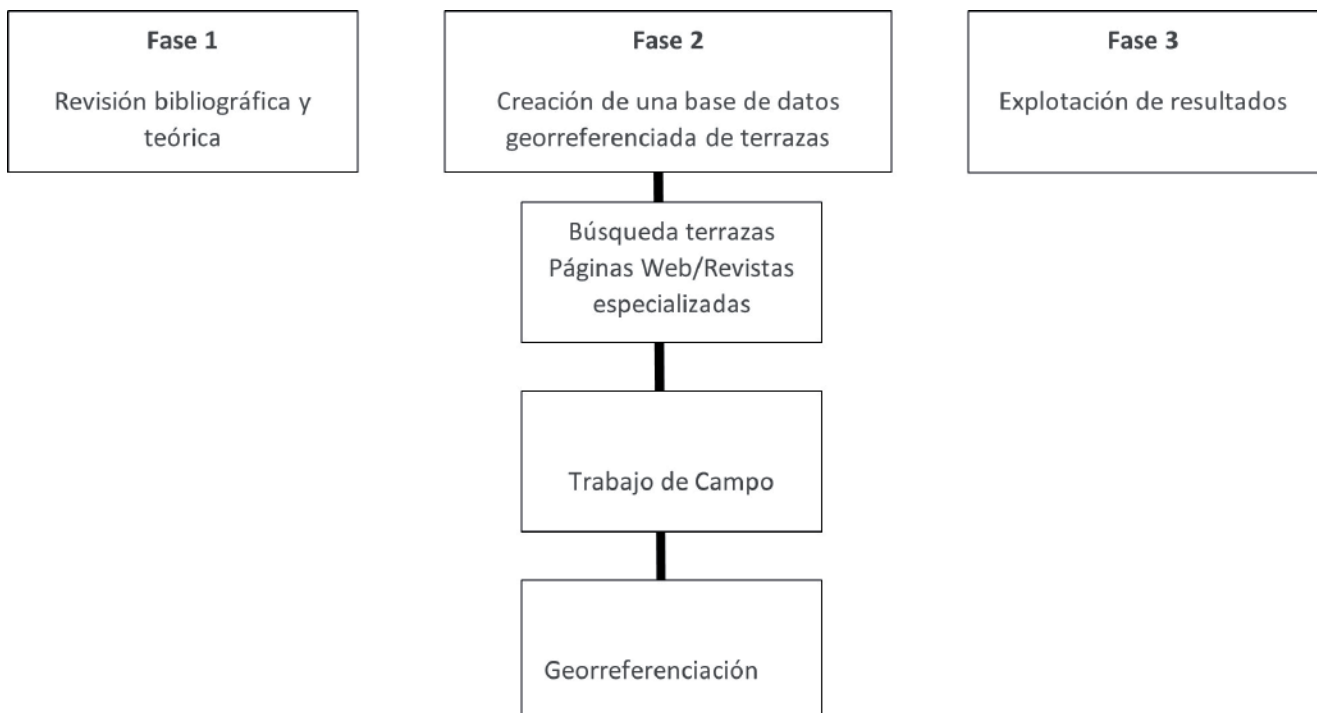 Fase 1
Revisión bibliográfica y
teórica
Fase 2
Creación de una base de datos
georreferenciada de terrazas
Fase 3
Explotación de resultados
Búsqueda terrazas
Páginas Web/Revistas
especializadas
Trabajo de Campo
Georreferenciación